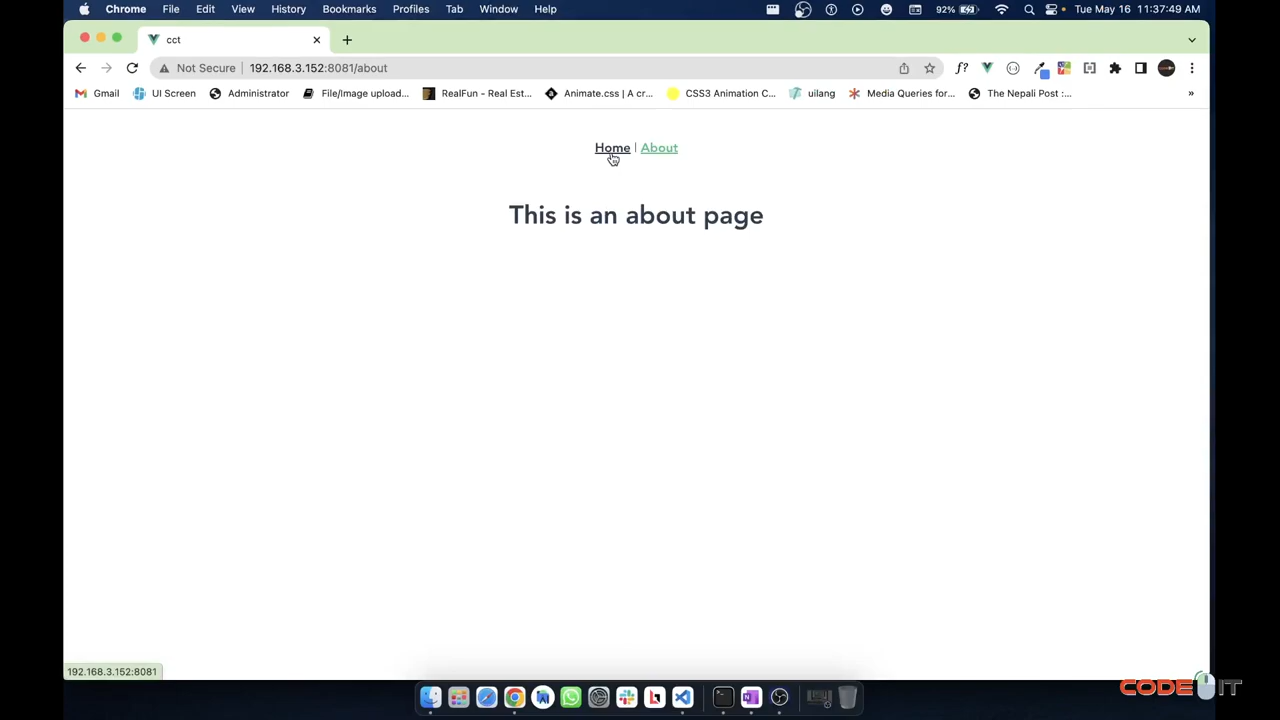 Chrome File Edit View History Bookmarks Profiles Tab Window Help 92% Tue May 16 11:37:49 AM
cct
Not Secure 192.168.3.152:8081/about
Gmail UI Screen Administrator File/Image upload... RealFun - Real Est... Animate.css | A cr... CSS3 Animation C... uilang Media Queries for... The Nepali Post :... »
Home | About
This is an about page
192.168.3.152:8081
CODE IT